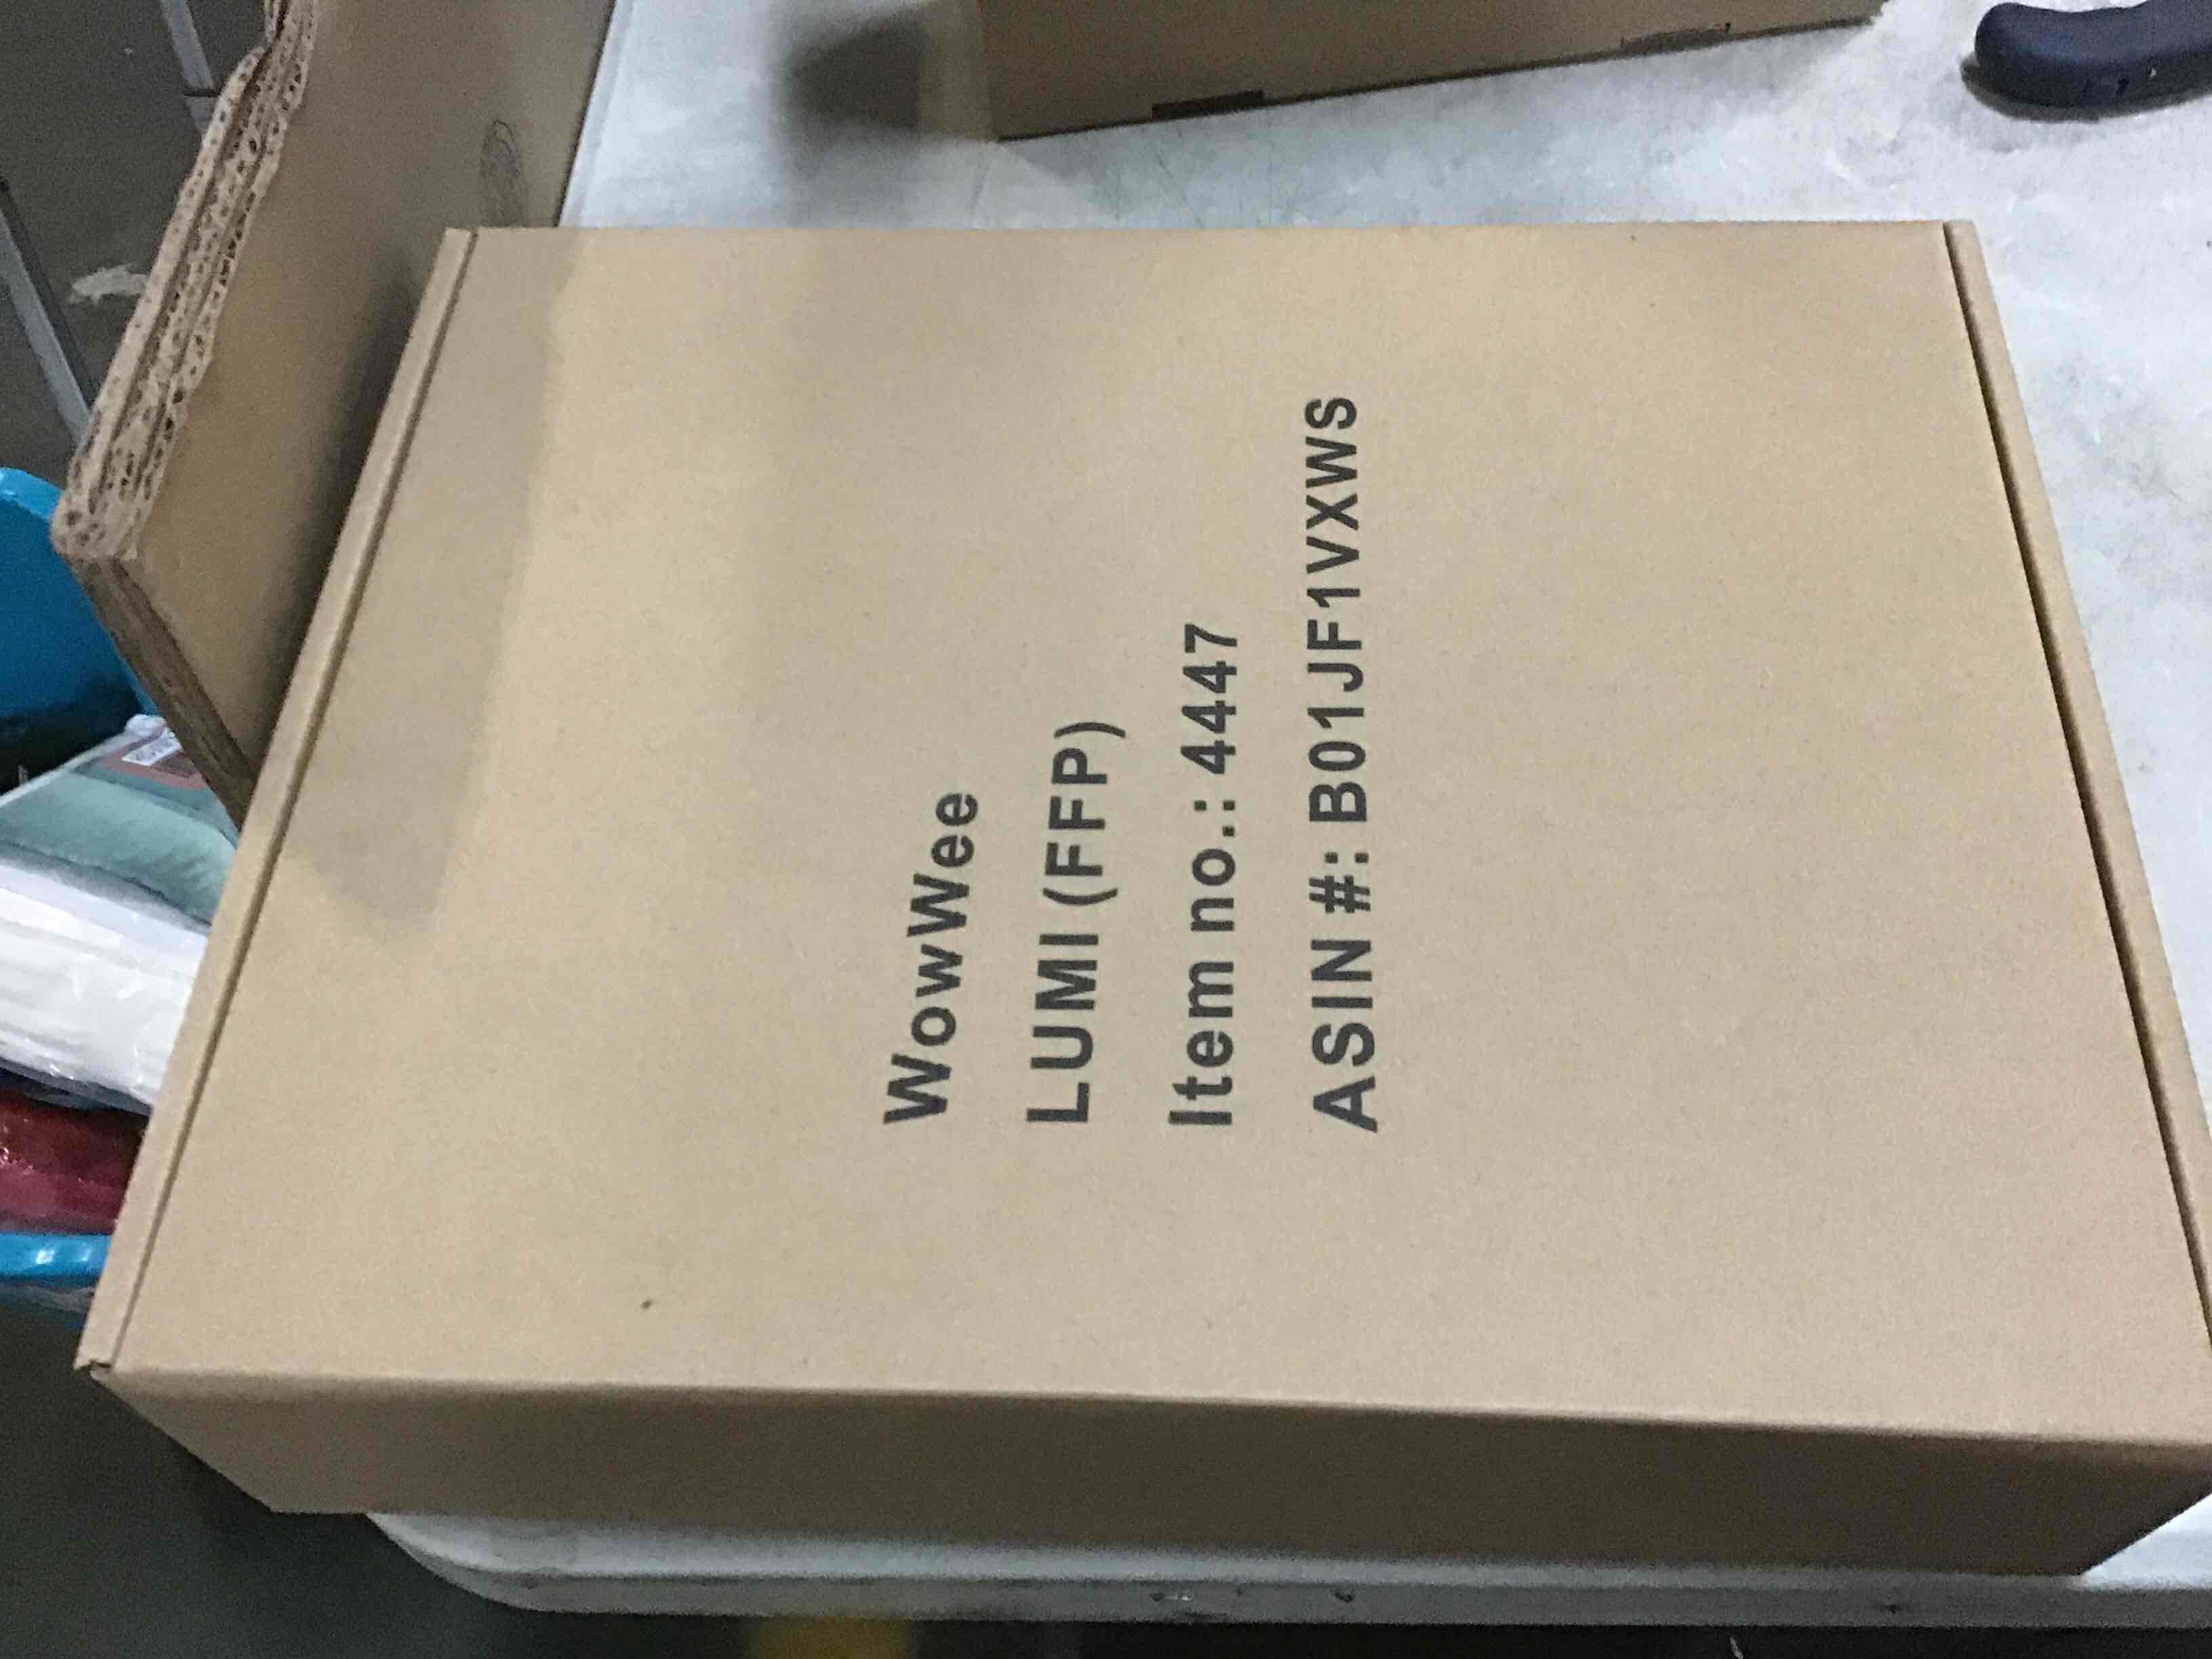 WowWee
LUMI (FFP)
Item no.: 4447
ASIN #: B01JF1VXWS